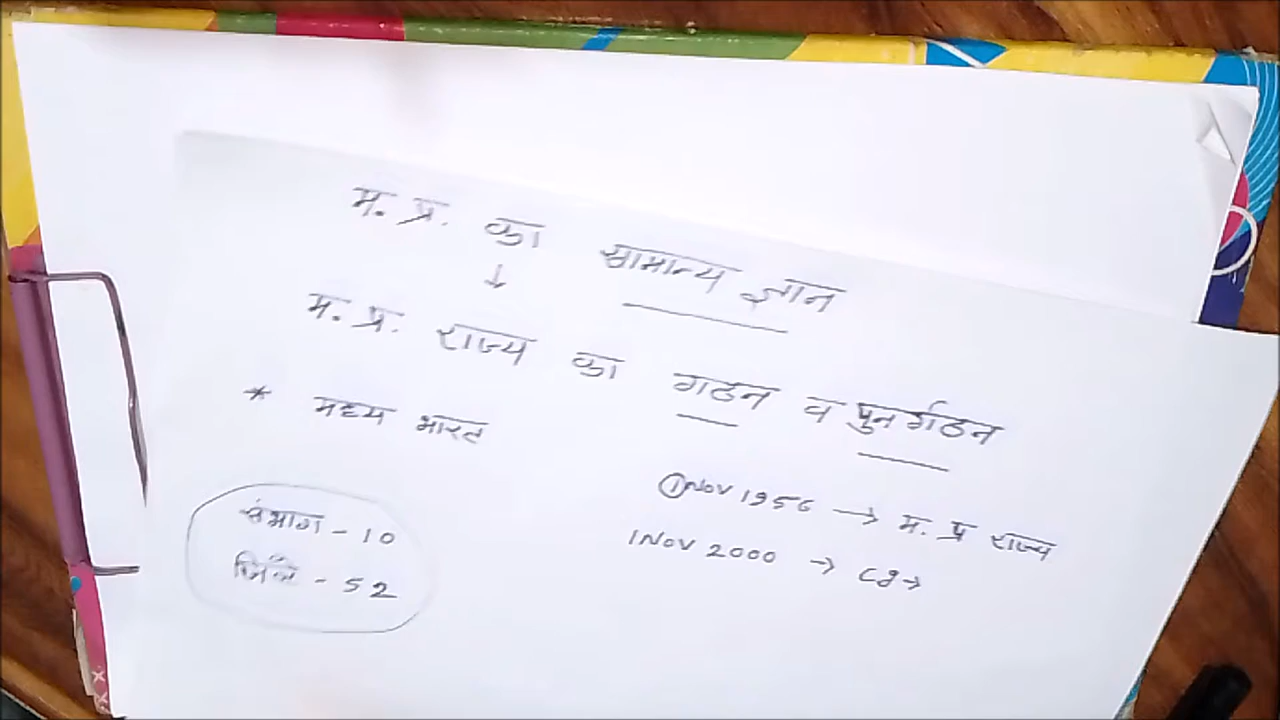 म. प्र. का सामान्य ज्ञान
↓
म. प्र. राज्य का गठन व पुनर्गठन
* मध्य भारत
1 Nov 1956 → म. प्र राज्य
1 Nov 2000 → cg →
संभाग - 10
जिले - 52